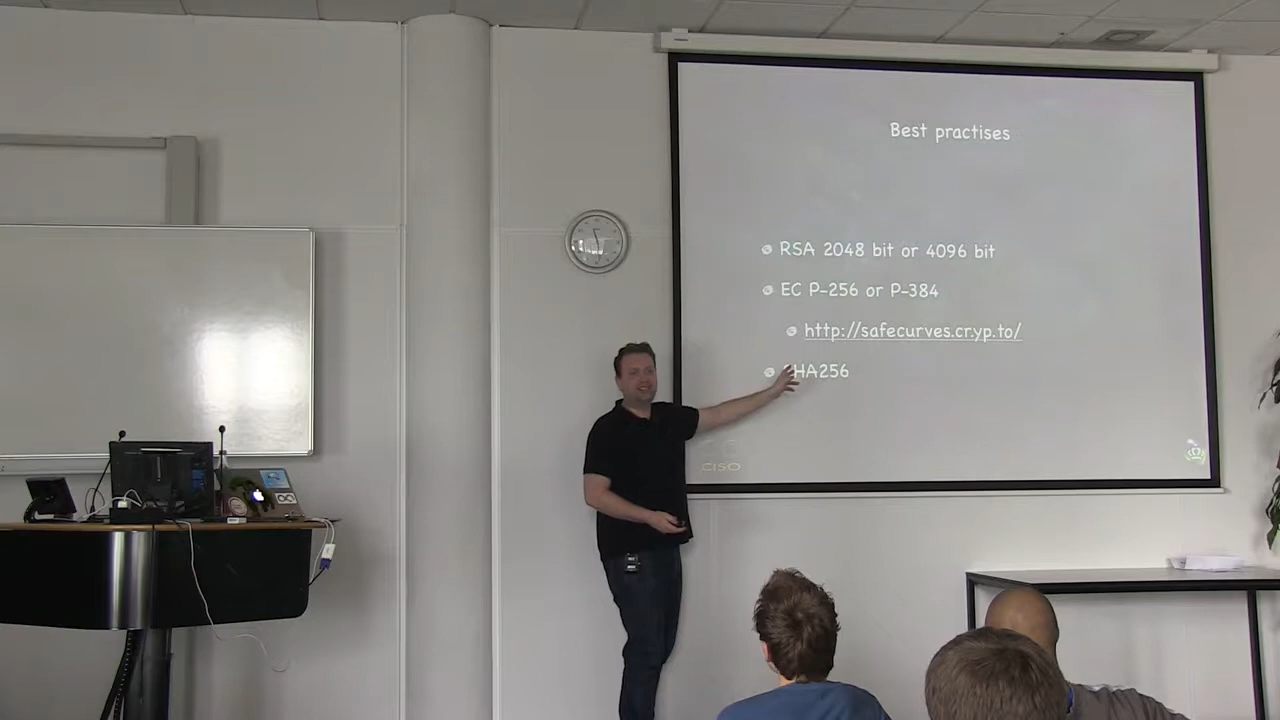 Best practises
RSA 2048 bit or 4096 bit
EC P-256 or P-384
http://safecurves.cr.yp.to/
HA256
CISO